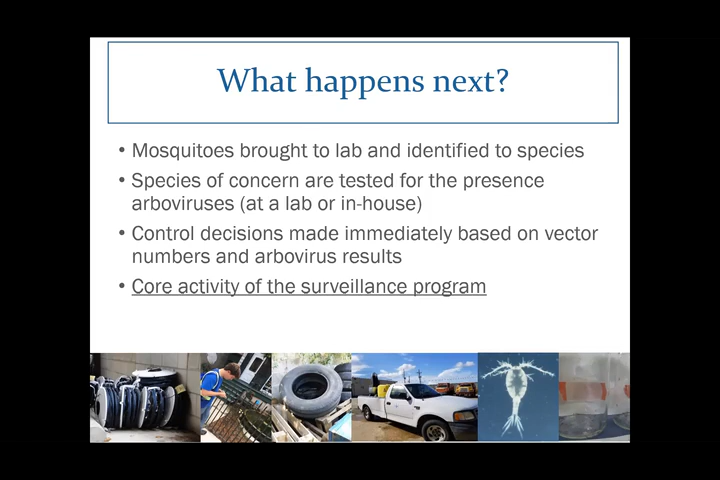 What happens next?
• Mosquitoes brought to lab and identified to species
• Species of concern are tested for the presence
arboviruses (at a lab or in-house)
• Control decisions made immediately based on vector
numbers and arbovirus results
• Core activity of the surveillance program